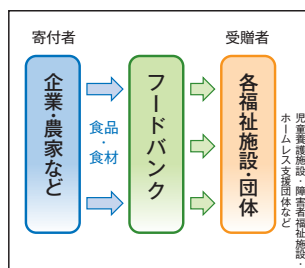 寄付者
企業・農家など
食品
・
食材
フードバンク
受贈者
各福祉施設・団体
児童養護施設・障害者福祉施設・
ホームレス支援団体など